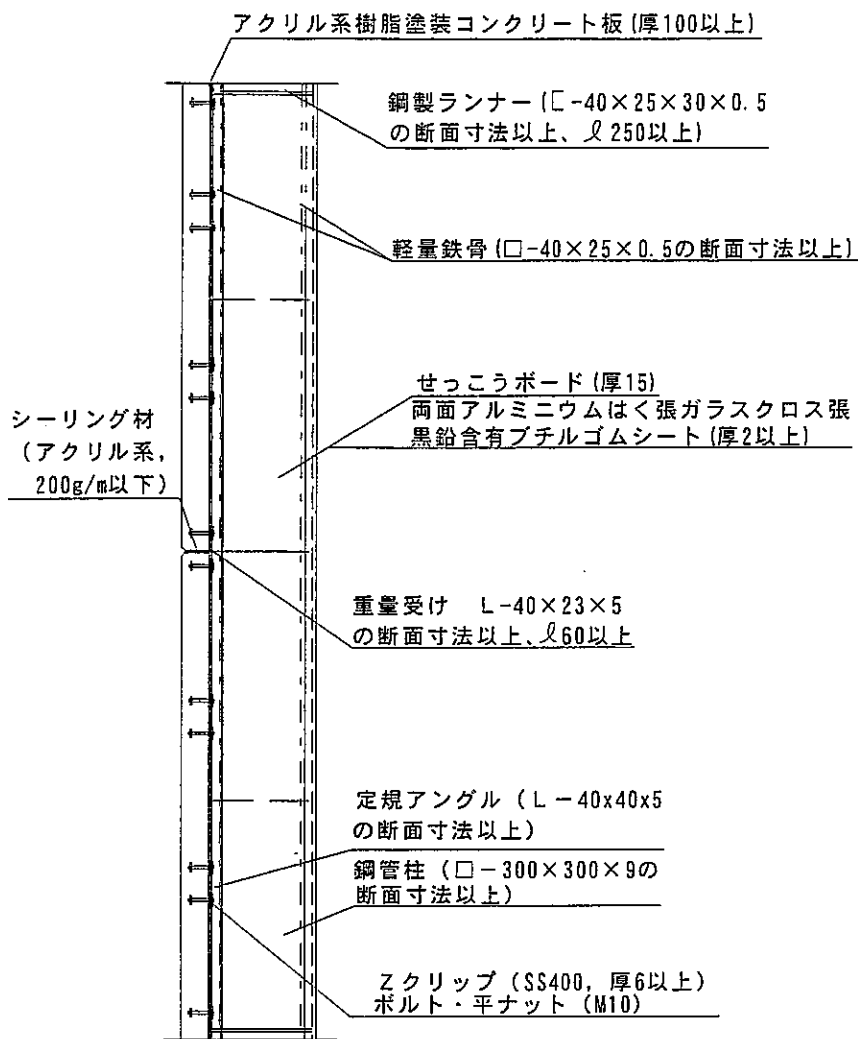 アクリル系樹脂塗装コンクリート板(厚100以上)
鋼製ランナー(匚-40×25×30×0.5
の断面寸法以上、ℓ250以上)
軽量鉄骨(□-40×25×0.5の断面寸法以上)
せっこうボード(厚15)
両面アルミニウムはく張ガラスクロス張
黒鉛含有ブチルゴムシート(厚2以上)
シーリング材
(アクリル系,
200g/m以下)
重量受け L-40×23×5
の断面寸法以上、ℓ60以上
定規アングル(L-40x40x5
の断面寸法以上)
鋼管柱(□-300×300×9の
断面寸法以上)
Zクリップ(SS400, 厚6以上)
ボルト・平ナット(M10)